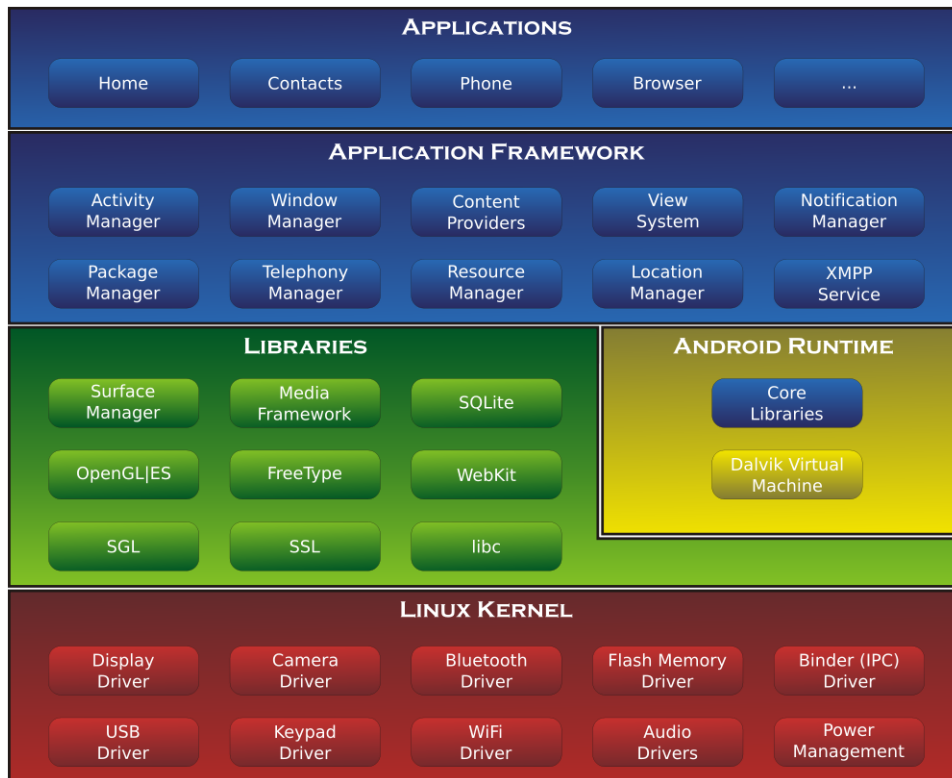 APPLICATIONS
Home
Contacts
Phone
Browser
...
APPLICATION FRAMEWORK
Activity
Manager
Window
Manager
Content
Providers
View
System
Notification
Manager
Package
Manager
Telephony
Manager
Resource
Manager
Location
Manager
XMPP
Service
LIBRARIES
Surface
Manager
Media
Framework
SQLite
OpenGL|ES
FreeType
WebKit
SGL
SSL
libc
ANDROID RUNTIME
Core
Libraries
Dalvik Virtual
Machine
LINUX KERNEL
Display
Driver
Camera
Driver
Bluetooth
Driver
Flash Memory
Driver
Binder (IPC)
Driver
USB
Driver
Keypad
Driver
WiFi
Driver
Audio
Drivers
Power
Management